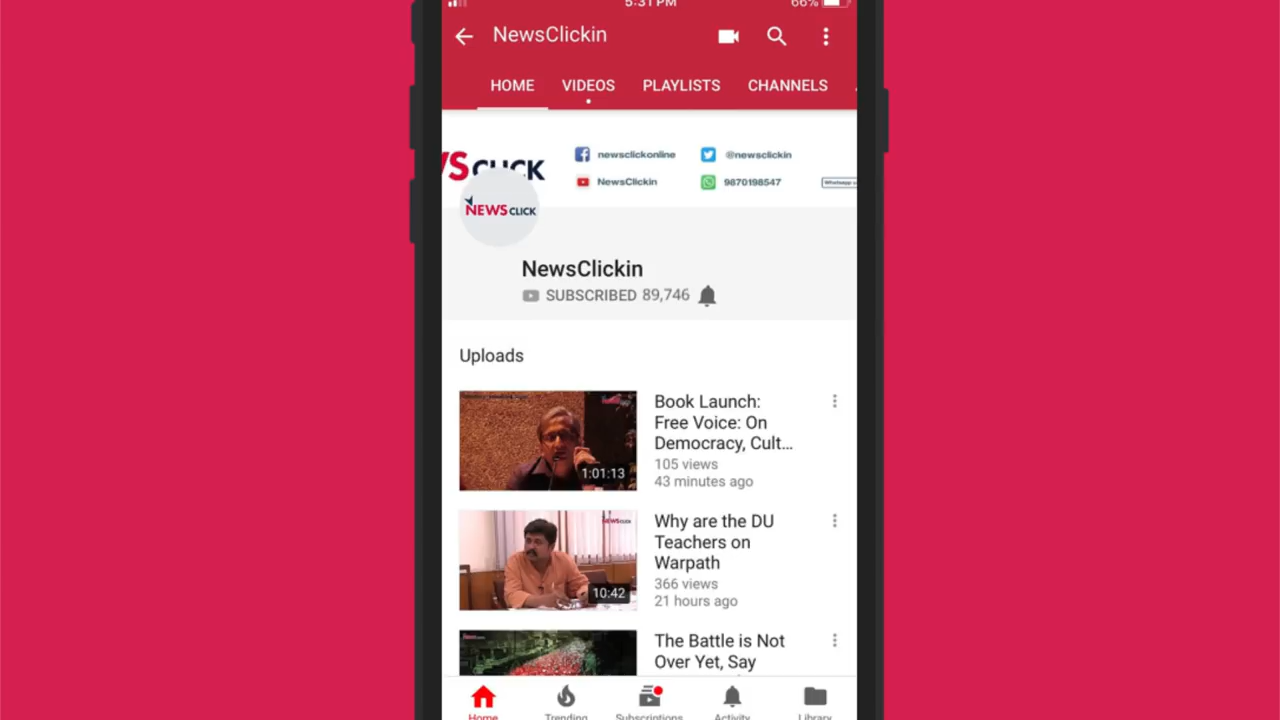 5:31 PM
66%
NewsClickin
HOME
VIDEOS
PLAYLISTS
CHANNELS
newsclickonline
@newsclickin
NewsClickin
9870198547
Whatsapp
CLICK
NEWS CLICK
NewsClickin
SUBSCRIBED 89,746
Uploads
Book Launch:
Free Voice: On
Democracy, Cult...
105 views
43 minutes ago
1:01:13
Why are the DU
Teachers on
Warpath
366 views
21 hours ago
NEWSCLICK
10:42
The Battle is Not
Over Yet, Say
Home
Trending
Subscriptions
Activity
Library